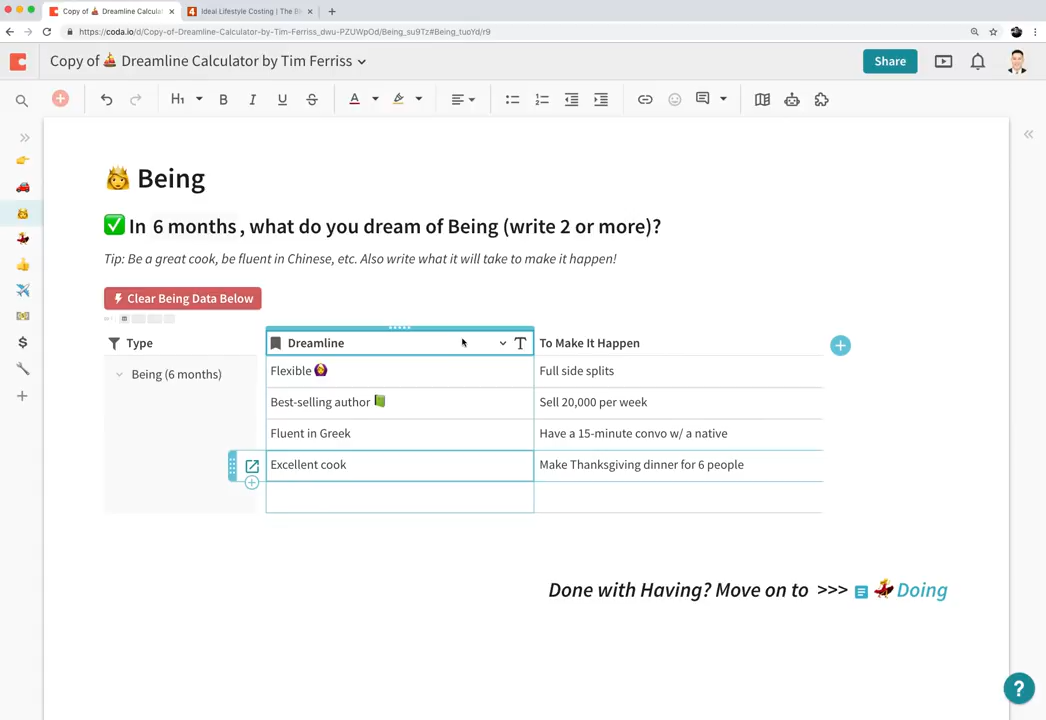 Copy of Dreamline Calcula
Ideal Lifestyle Costing | The Bl
https://coda.io/d/Copy-of-Dreamline-Calculator-by-Tim-Ferriss_dwu-PZUWpOd/Being_su9Tz#Being_tuoYd/r9
Copy of Dreamline Calculator by Tim Ferriss
Share
H1 B I U S A
Being
In 6 months, what do you dream of Being (write 2 or more)?
Tip: Be a great cook, be fluent in Chinese, etc. Also write what it will take to make it happen!
Clear Being Data Below
Type Dreamline To Make It Happen
Being (6 months) Flexible Full side splits
Best-selling author Sell 20,000 per week
Fluent in Greek Have a 15-minute convo w/ a native
Excellent cook Make Thanksgiving dinner for 6 people
Done with Having? Move on to >>> Doing